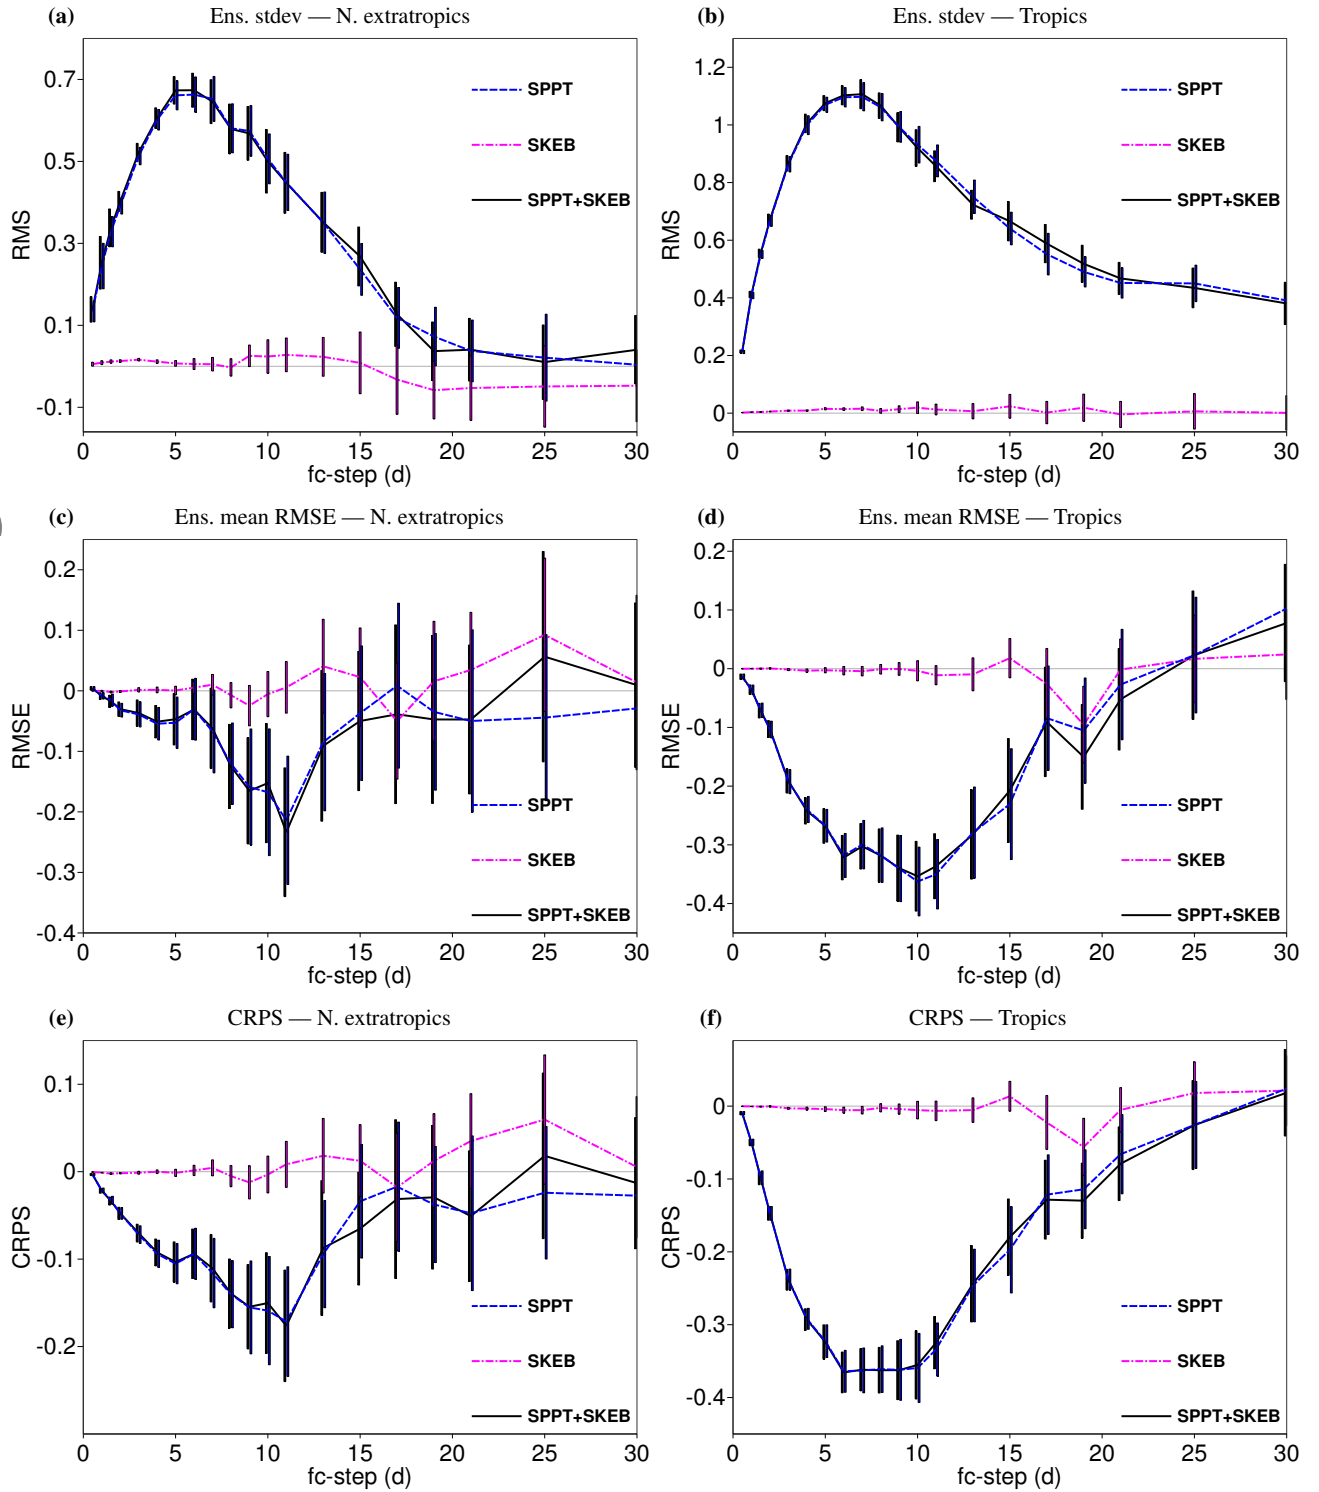 (a) Ens. stdev — N. extratropics
RMS
0.7
0.5
0.3
0.1
-0.1
SPPT
SKEB
SPPT+SKEB
0 5 10 15 20 25 30
fc-step (d)
(b) Ens. stdev — Tropics
RMS
1.2
1
0.8
0.6
0.4
0.2
0
SPPT
SKEB
SPPT+SKEB
0 5 10 15 20 25 30
fc-step (d)
(c) Ens. mean RMSE — N. extratropics
RMSE
0.2
0.1
0
-0.1
-0.2
-0.3
-0.4
SPPT
SKEB
SPPT+SKEB
0 5 10 15 20 25 30
fc-step (d)
(d) Ens. mean RMSE — Tropics
RMSE
0.2
0.1
0
-0.1
-0.2
-0.3
-0.4
SPPT
SKEB
SPPT+SKEB
0 5 10 15 20 25 30
fc-step (d)
(e) CRPS — N. extratropics
CRPS
0.1
0
-0.1
-0.2
SPPT
SKEB
SPPT+SKEB
0 5 10 15 20 25 30
fc-step (d)
(f) CRPS — Tropics
CRPS
0
-0.1
-0.2
-0.3
-0.4
SPPT
SKEB
SPPT+SKEB
0 5 10 15 20 25 30
fc-step (d)